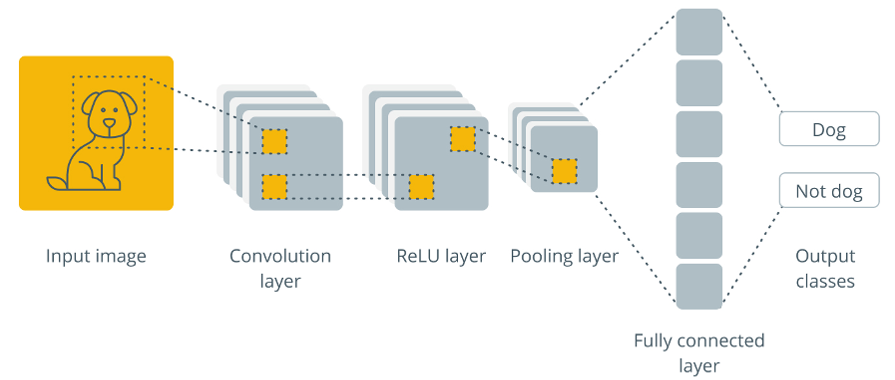 Dog
Not dog
Input image
Convolution
layer
ReLU layer
Pooling layer
Output
classes
Fully connected
layer